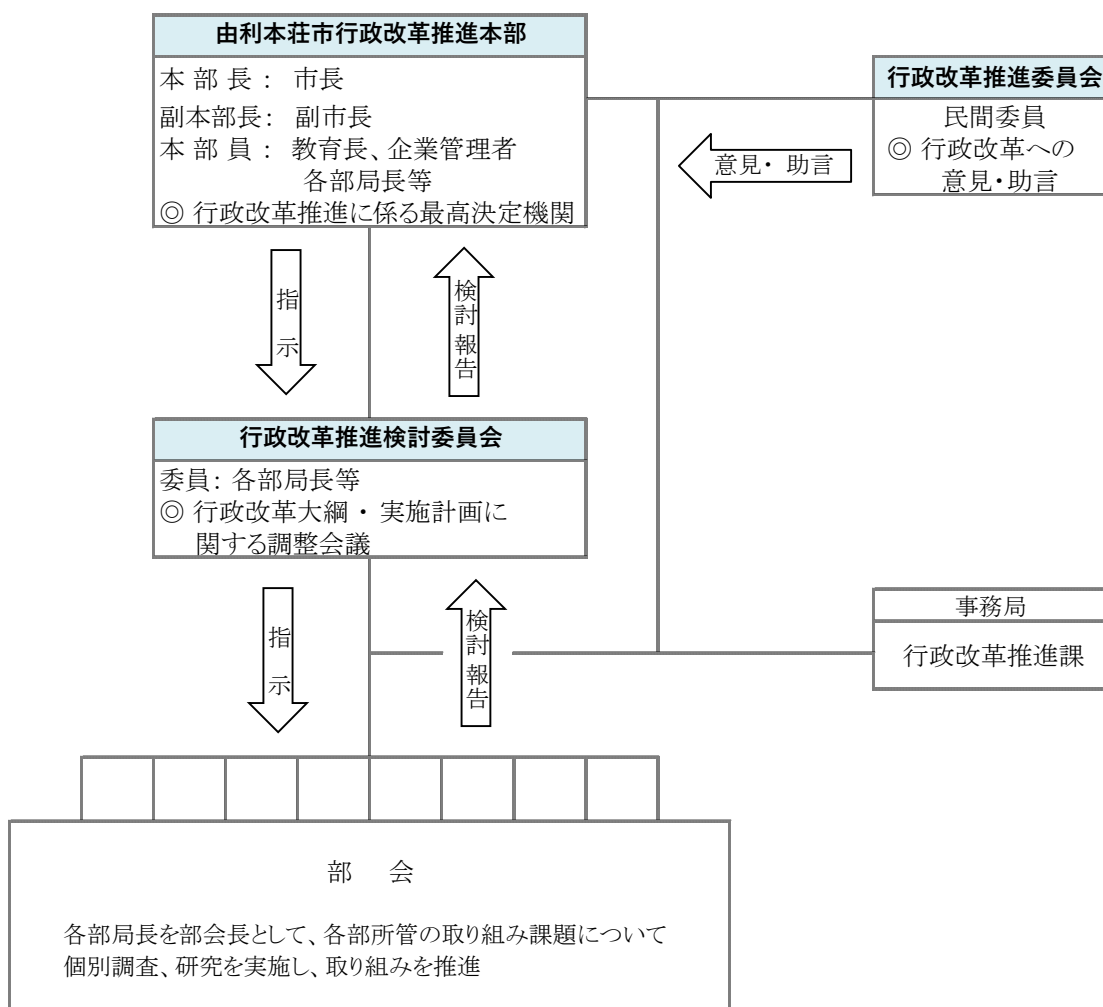 由利本荘市行政改革推進本部
本 部 長 : 市長
副本部長: 副市長
本 部 員 : 教育長、企業管理者
各部局長等
◎ 行政改革推進に係る最高決定機関
行政改革推進委員会
民間委員
◎ 行政改革への
意見・助言
意見・ 助言
指示
検討報告
行政改革推進検討委員会
委員: 各部局長等
◎ 行政改革大綱 ・ 実施計画に
関する調整会議
指示
検討報告
事務局
行政改革推進課
部 会
各部局長を部会長として、各部所管の取り組み課題について
個別調査、研究を実施し、取り組みを推進